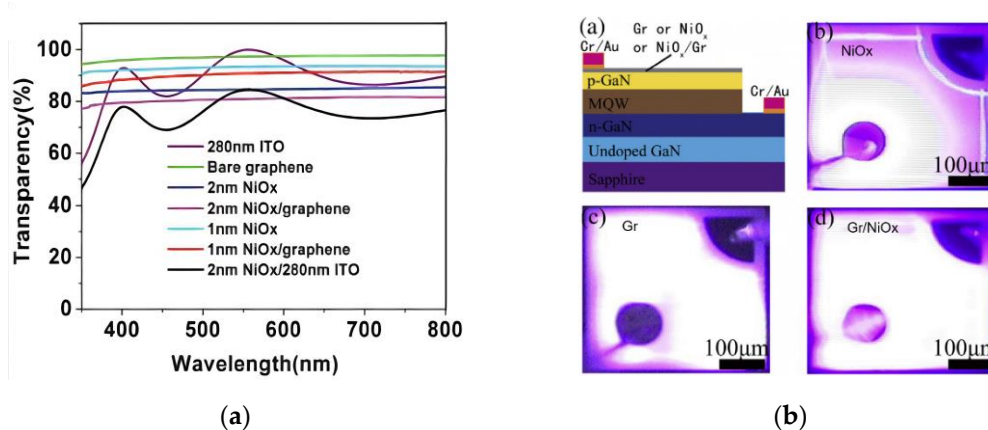 100
80
60
40
20
0
Transparency(%)
280nm ITO
Bare graphene
2nm NiOx
2nm NiOx/graphene
1nm NiOx
1nm NiOx/graphene
2nm NiOx/280nm ITO
400 500 600 700 800
Wavelength(nm)
(a)
(a)
Gr or NiOₓ
or NiOₓ/Gr
Cr/Au
p-GaN
Cr/Au
MQW
n-GaN
Undoped GaN
Sapphire
(b)
NiOx
100μm
(c)
Gr
100μm
(d)
Gr/NiOx
100μm
(b)